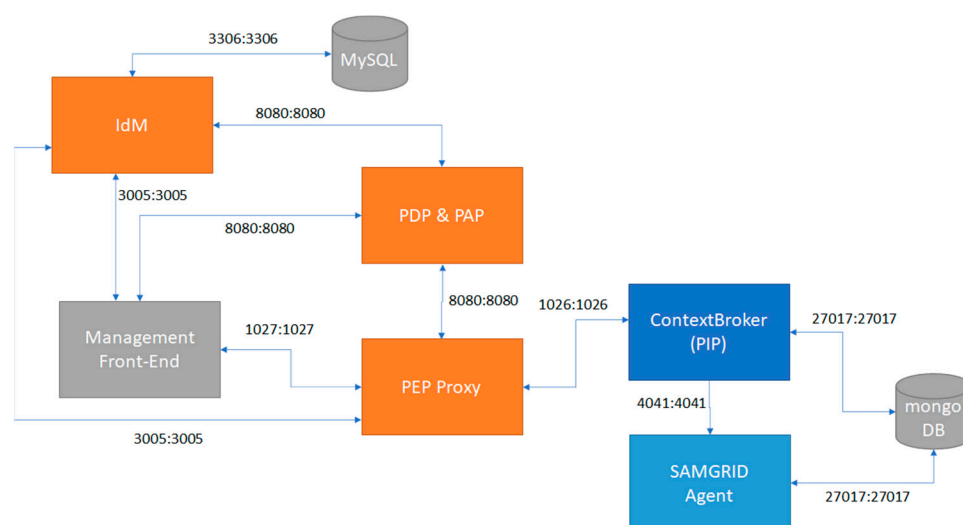 3306:3306
MySQL
IdM
8080:8080
3005:3005
8080:8080
PDP & PAP
8080:8080
1026:1026
ContextBroker
(PIP)
27017:27017
Management
Front-End
1027:1027
PEP Proxy
4041:4041
mongo
DB
3005:3005
SAMGRID
Agent
27017:27017